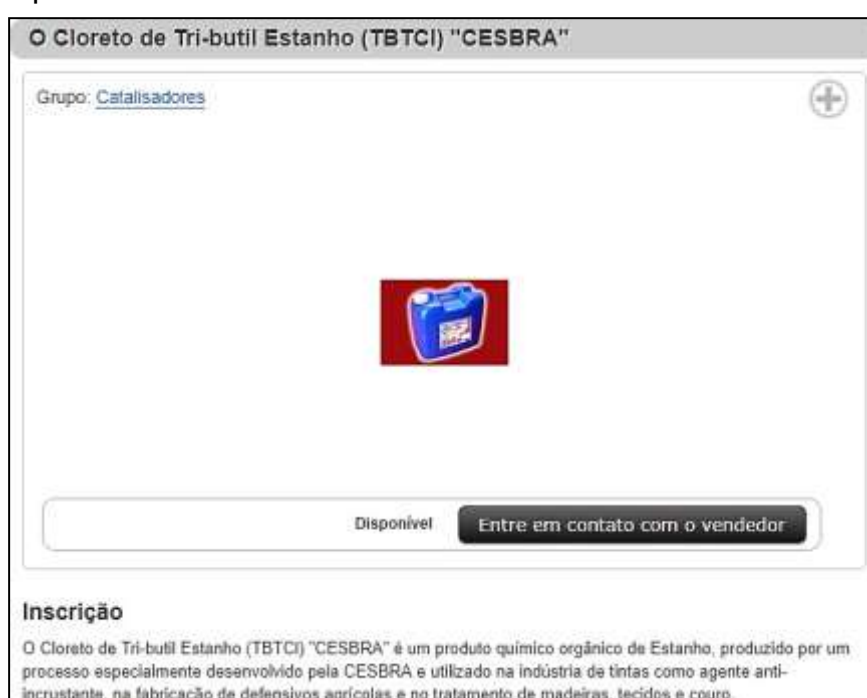 O Cloreto de Tri-butil Estanho (TBTCl) "CESBRA"
Grupo: Catalisadores
Disponível
Entre em contato com o vendedor
Inscrição
O Cloreto de Tri-butil Estanho (TBTCl) "CESBRA" é um produto químico orgânico de Estanho, produzido por um
processo especialmente desenvolvido pela CESBRA e utilizado na indústria de tintas como agente anti-
incrustante, na fabricação de defensivos agrícolas e no tratamento de madeiras, tecidos e couro.